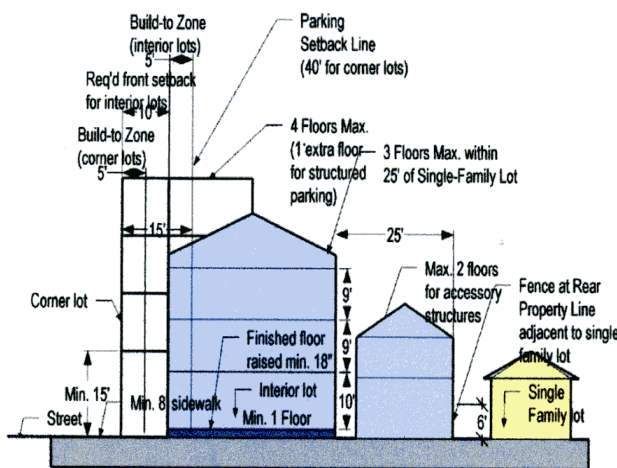 Build-to Zone
(interior lots)
5'
Parking
Setback Line
(40' for corner lots)
Req'd front setback
for interior lots
10'
Build-to Zone
(corner lots)
5'
4 Floors Max.
(1 extra floor
for structured
parking)
3 Floors Max. within
25' of Single-Family Lot
15'
25'
Corner lot
9'
Max. 2 floors
for accessory
structures
Fence at Rear
Property Line
adjacent to single
family lot
9'
Finished floor
raised min. 18"
Min. 15'
Min. 8 sidewalk
Interior lot
Min. 1 Floor
10'
Single
Family lot
6'
Street